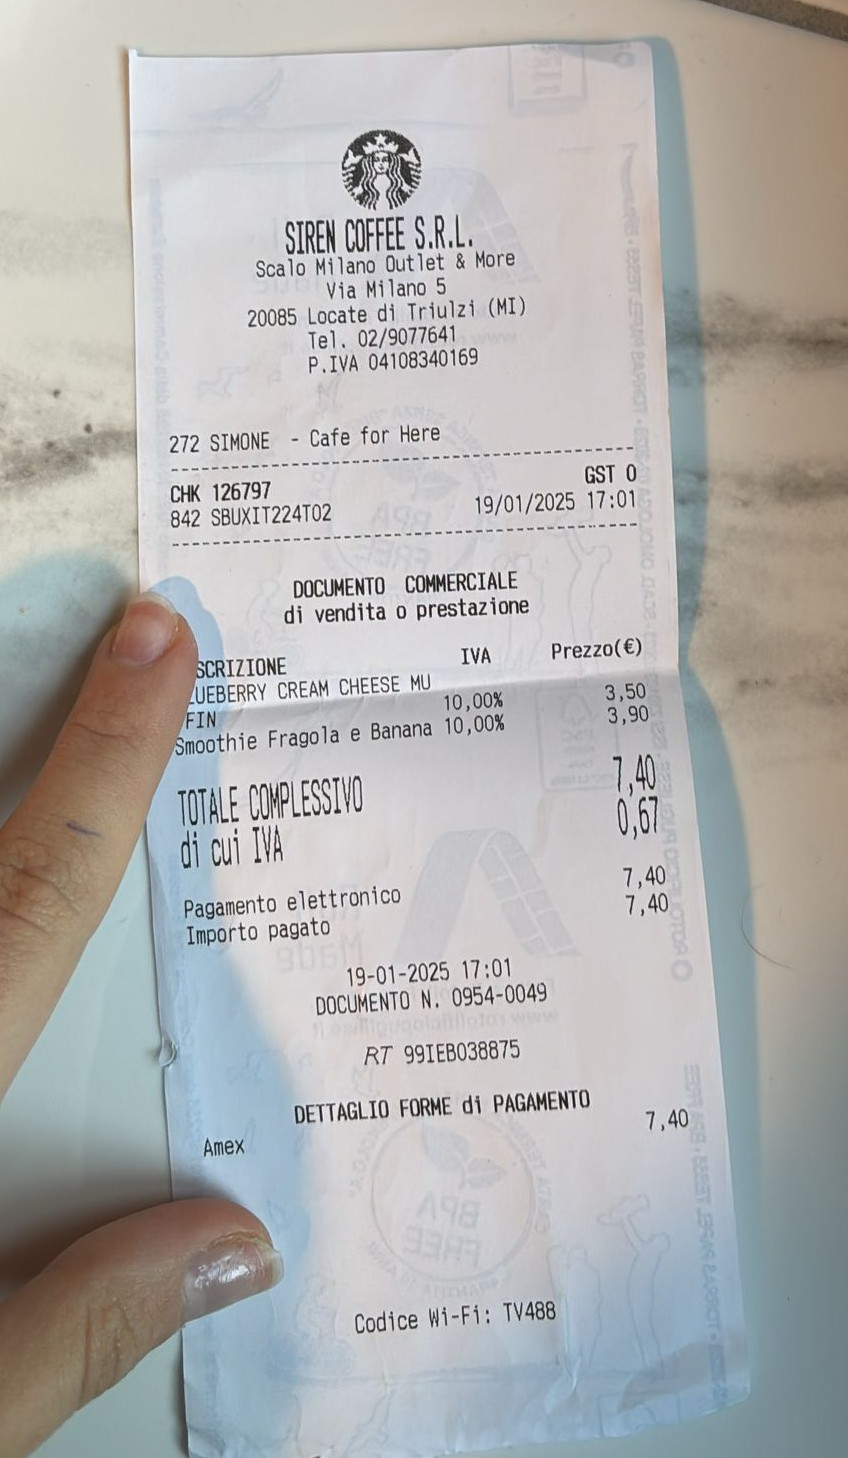 SIREN COFFEE S.R.L.
Scalo Milano Outlet & More
Via Milano 5
20085 Locate di Triulzi (MI)
Tel. 02/9077641
P.IVA 04108340169
272 SIMONE - Cafe for Here
CHK 126797 GST 0
842 SBUXIT224T02 19/01/2025 17:01
DOCUMENTO COMMERCIALE
di vendita o prestazione
SCRIZIONE IVA Prezzo(€)
UEBERRY CREAM CHEESE MU
FIN 10,00% 3,50
Smoothie Fragola e Banana 10,00% 3,90
TOTALE COMPLESSIVO 7,40
di cui IVA 0,67
Pagamento elettronico 7,40
Importo pagato 7,40
19-01-2025 17:01
DOCUMENTO N. 0954-0049
RT 99IEB038875
DETTAGLIO FORME di PAGAMENTO
Amex 7,40
BPA
FREE
Codice Wi-Fi: TV488